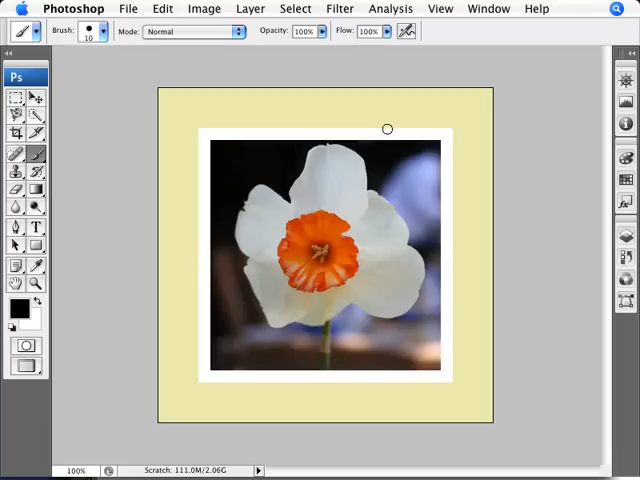 Photoshop File Edit Image Layer Select Filter Analysis View Window Help
Brush: 10 Mode: Normal Opacity: 100% Flow: 100%
Ps
T
100% Scratch: 111.0M/2.06G